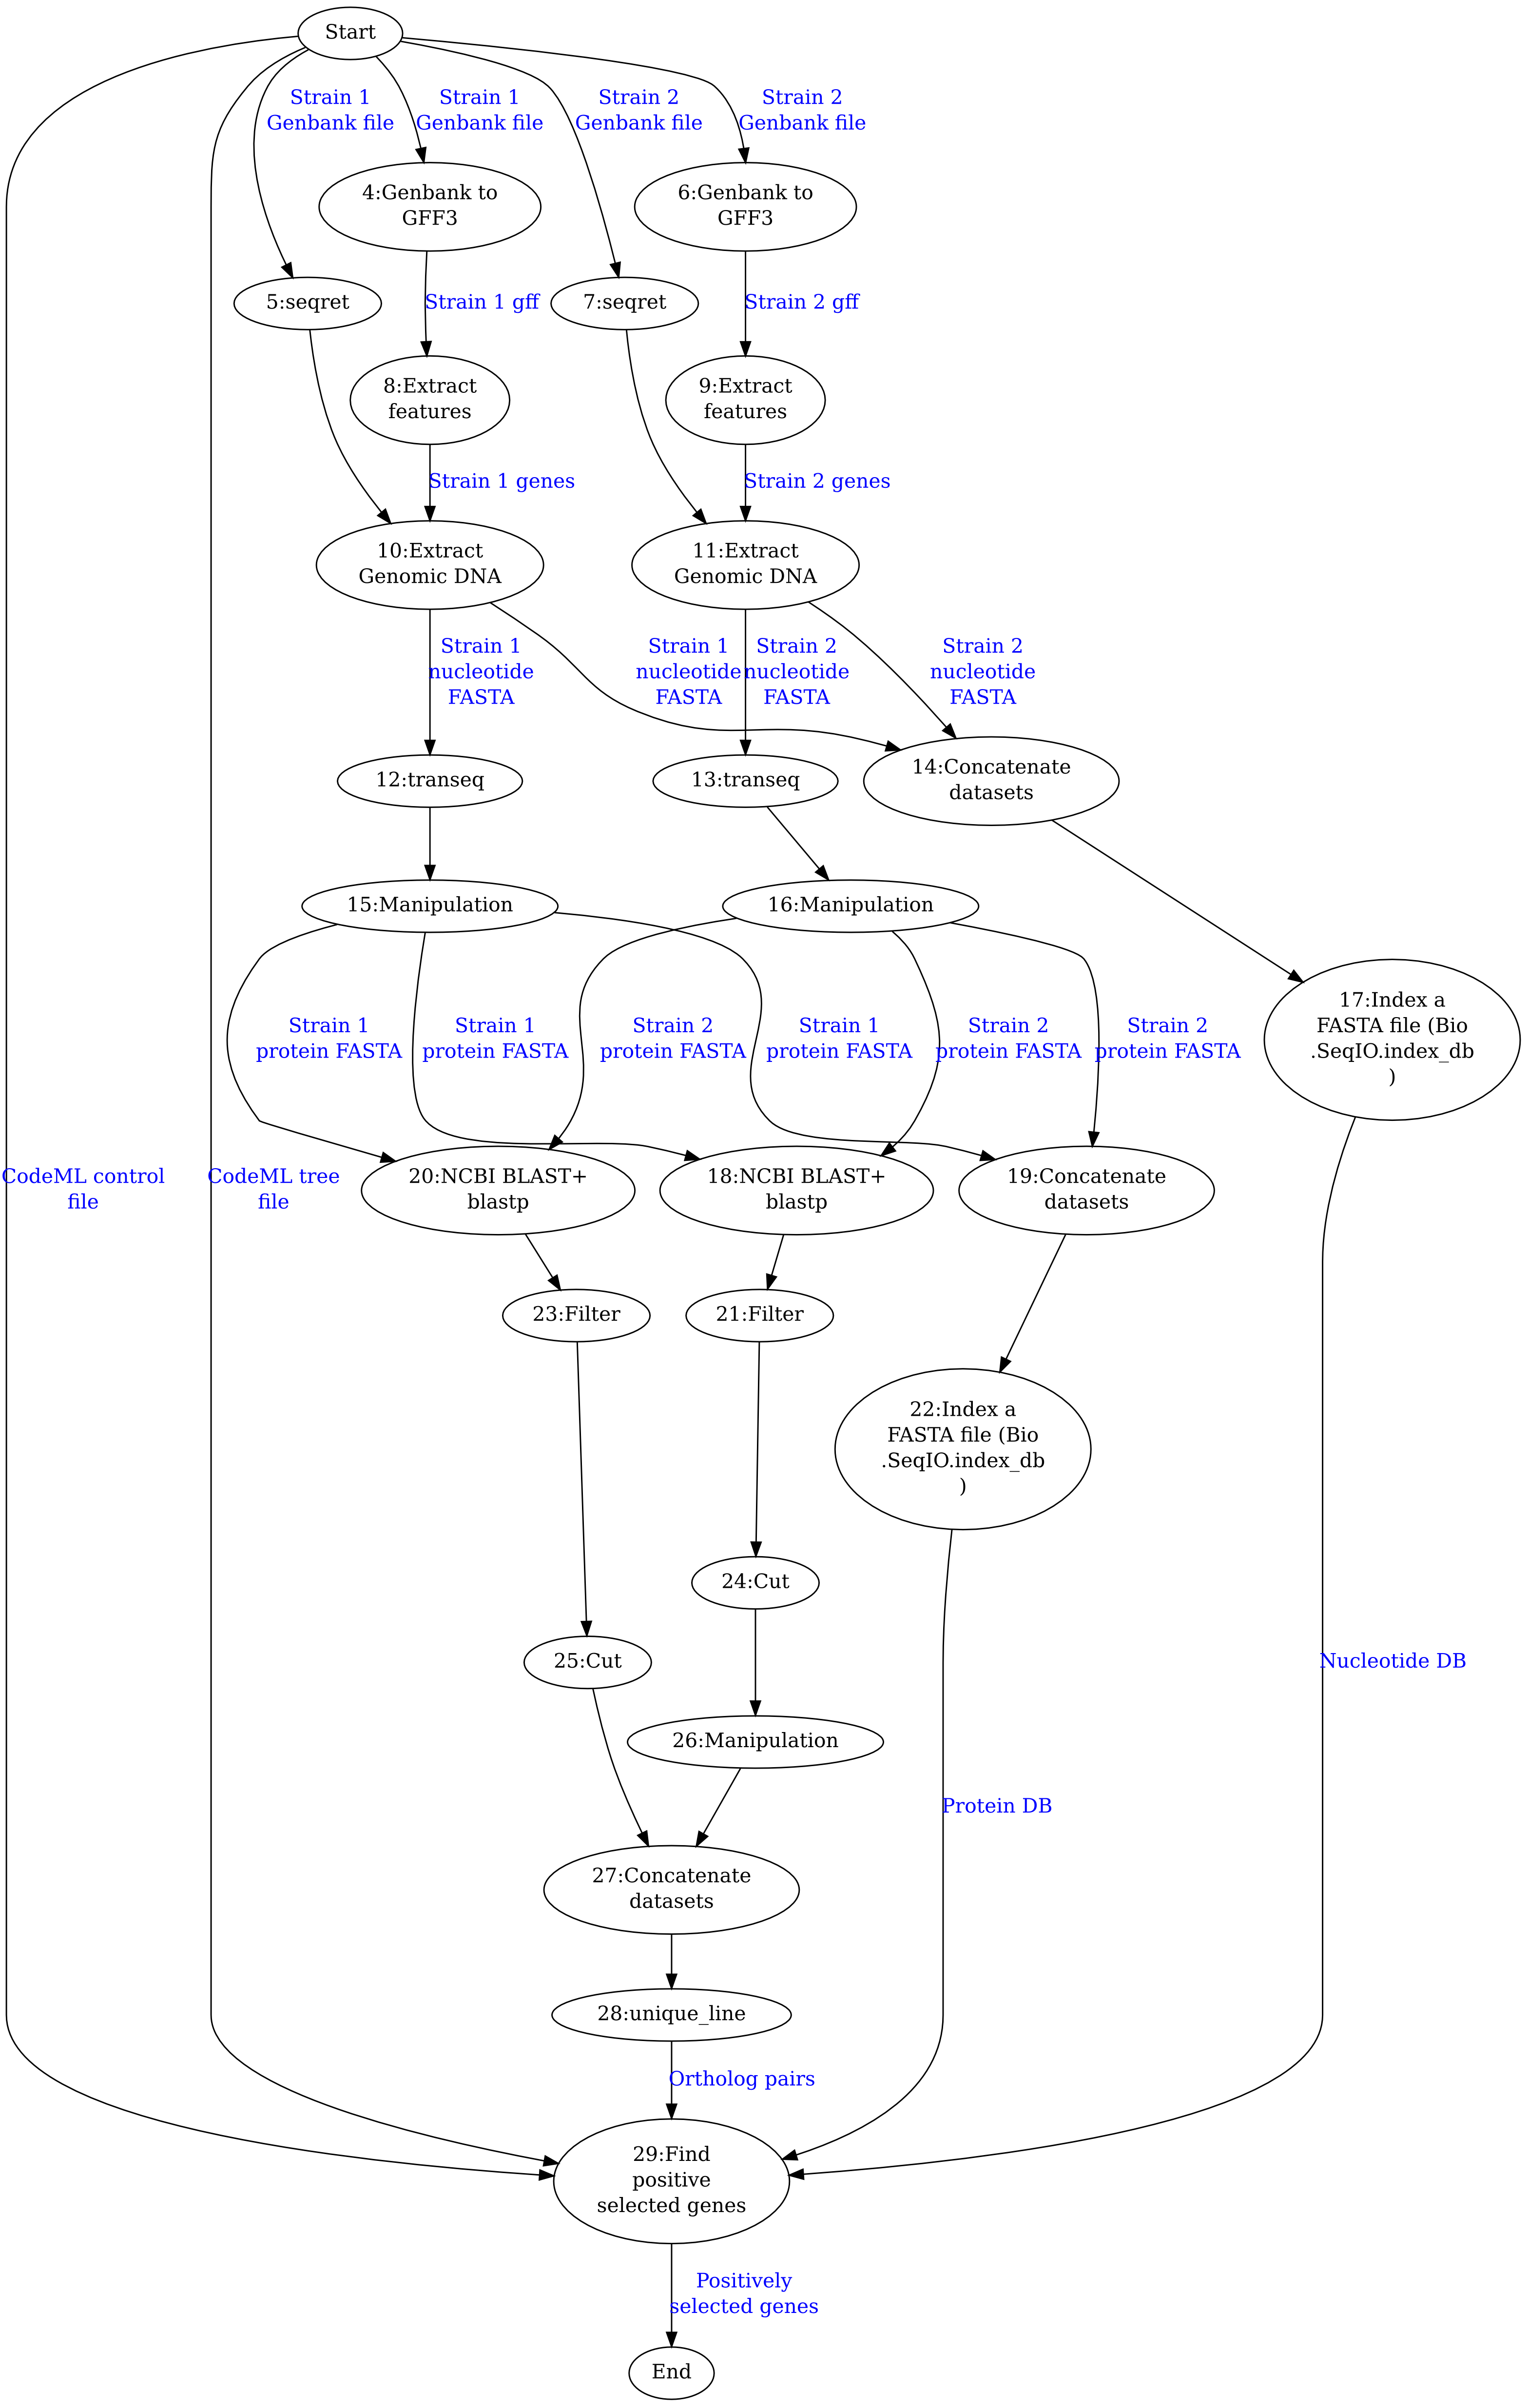 Start
Strain 1
Genbank file
Strain 1
Genbank file
Strain 2
Genbank file
Strain 2
Genbank file
4:Genbank to
GFF3
6:Genbank to
GFF3
5:seqret
Strain 1 gff
7:seqret
Strain 2 gff
8:Extract
features
9:Extract
features
Strain 1 genes
Strain 2 genes
10:Extract
Genomic DNA
11:Extract
Genomic DNA
Strain 1
nucleotide
FASTA
Strain 1
nucleotide
FASTA
Strain 2
nucleotide
FASTA
Strain 2
nucleotide
FASTA
12:transeq
13:transeq
14:Concatenate
datasets
15:Manipulation
16:Manipulation
17:Index a
FASTA file (Bio
.SeqIO.index_db
)
Strain 1
protein FASTA
Strain 1
protein FASTA
Strain 2
protein FASTA
Strain 1
protein FASTA
Strain 2
protein FASTA
Strain 2
protein FASTA
CodeML control
file
CodeML tree
file
20:NCBI BLAST+
blastp
18:NCBI BLAST+
blastp
19:Concatenate
datasets
23:Filter
21:Filter
22:Index a
FASTA file (Bio
.SeqIO.index_db
)
24:Cut
25:Cut
Nucleotide DB
26:Manipulation
Protein DB
27:Concatenate
datasets
28:unique_line
Ortholog pairs
29:Find
positive
selected genes
Positively
selected genes
End